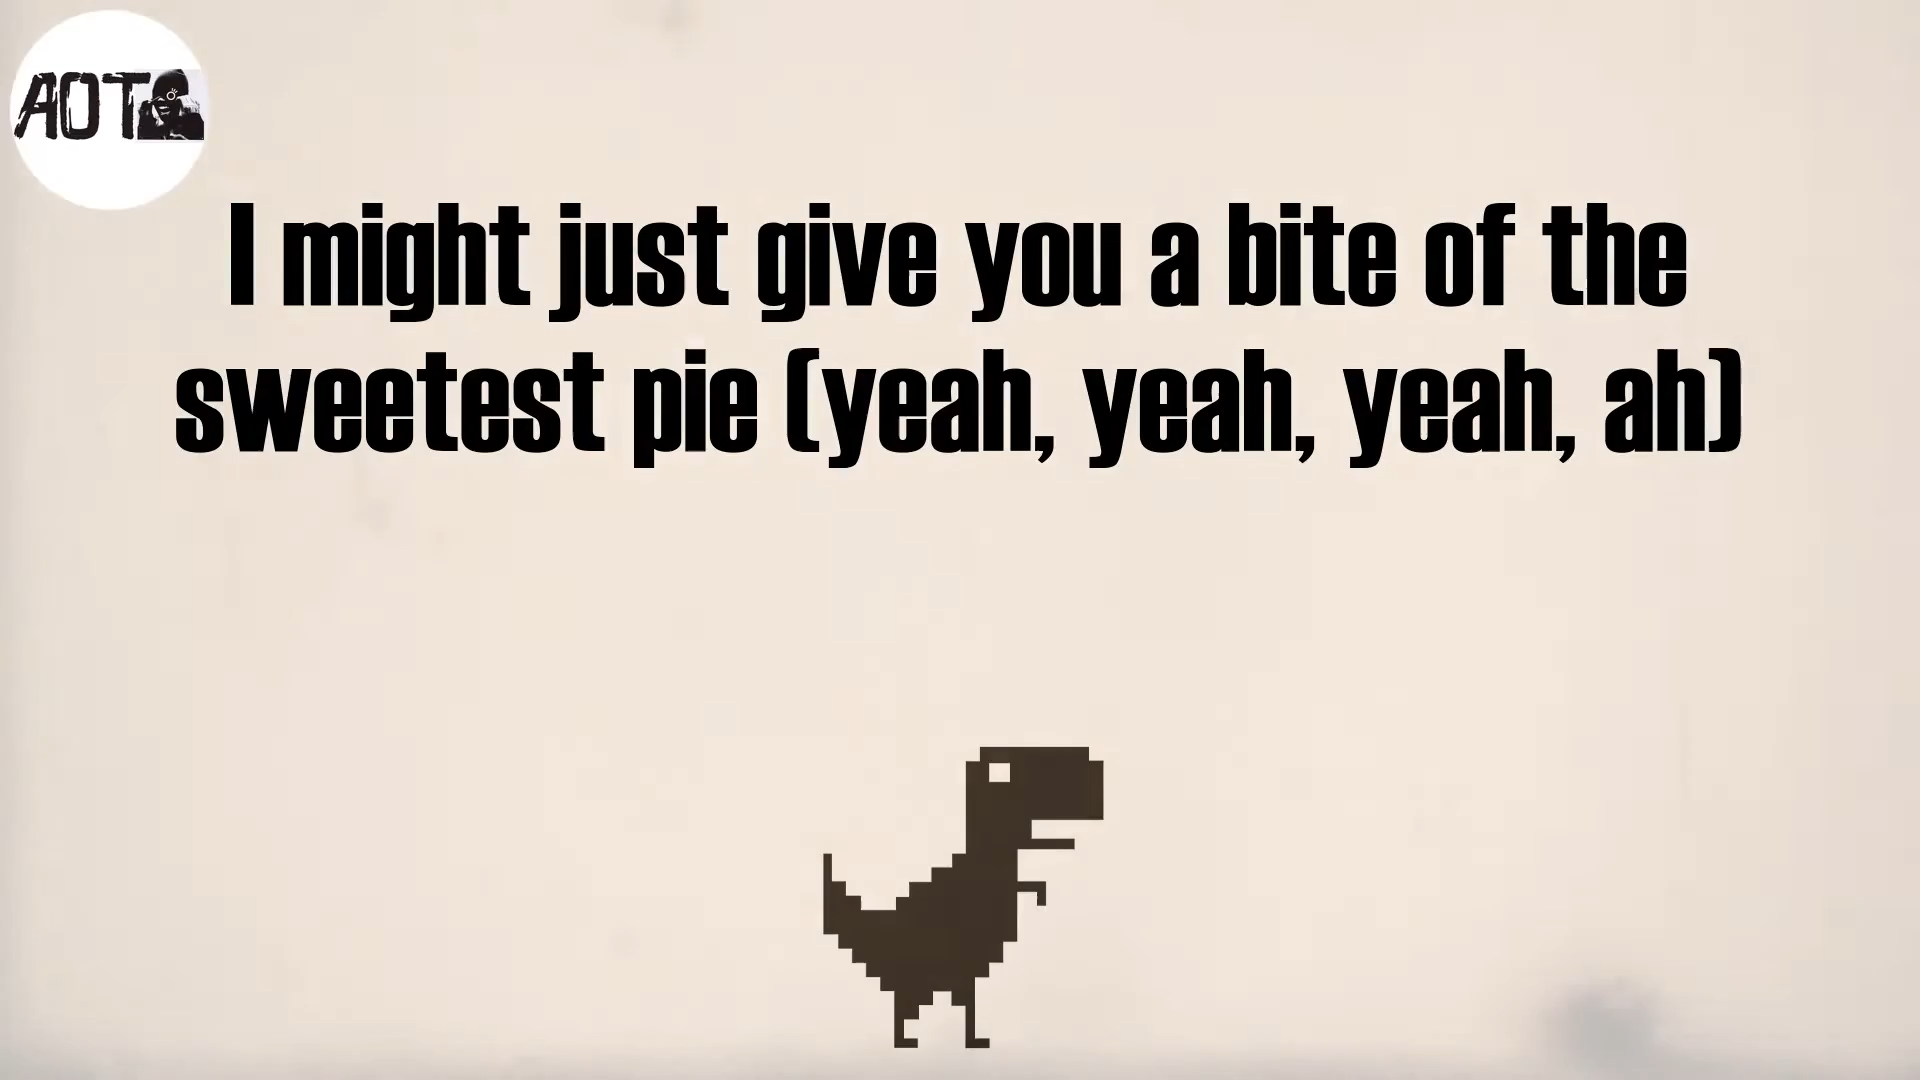 AOT
I might just give you a bite of the
sweetest pie (yeah, yeah, yeah, ah)